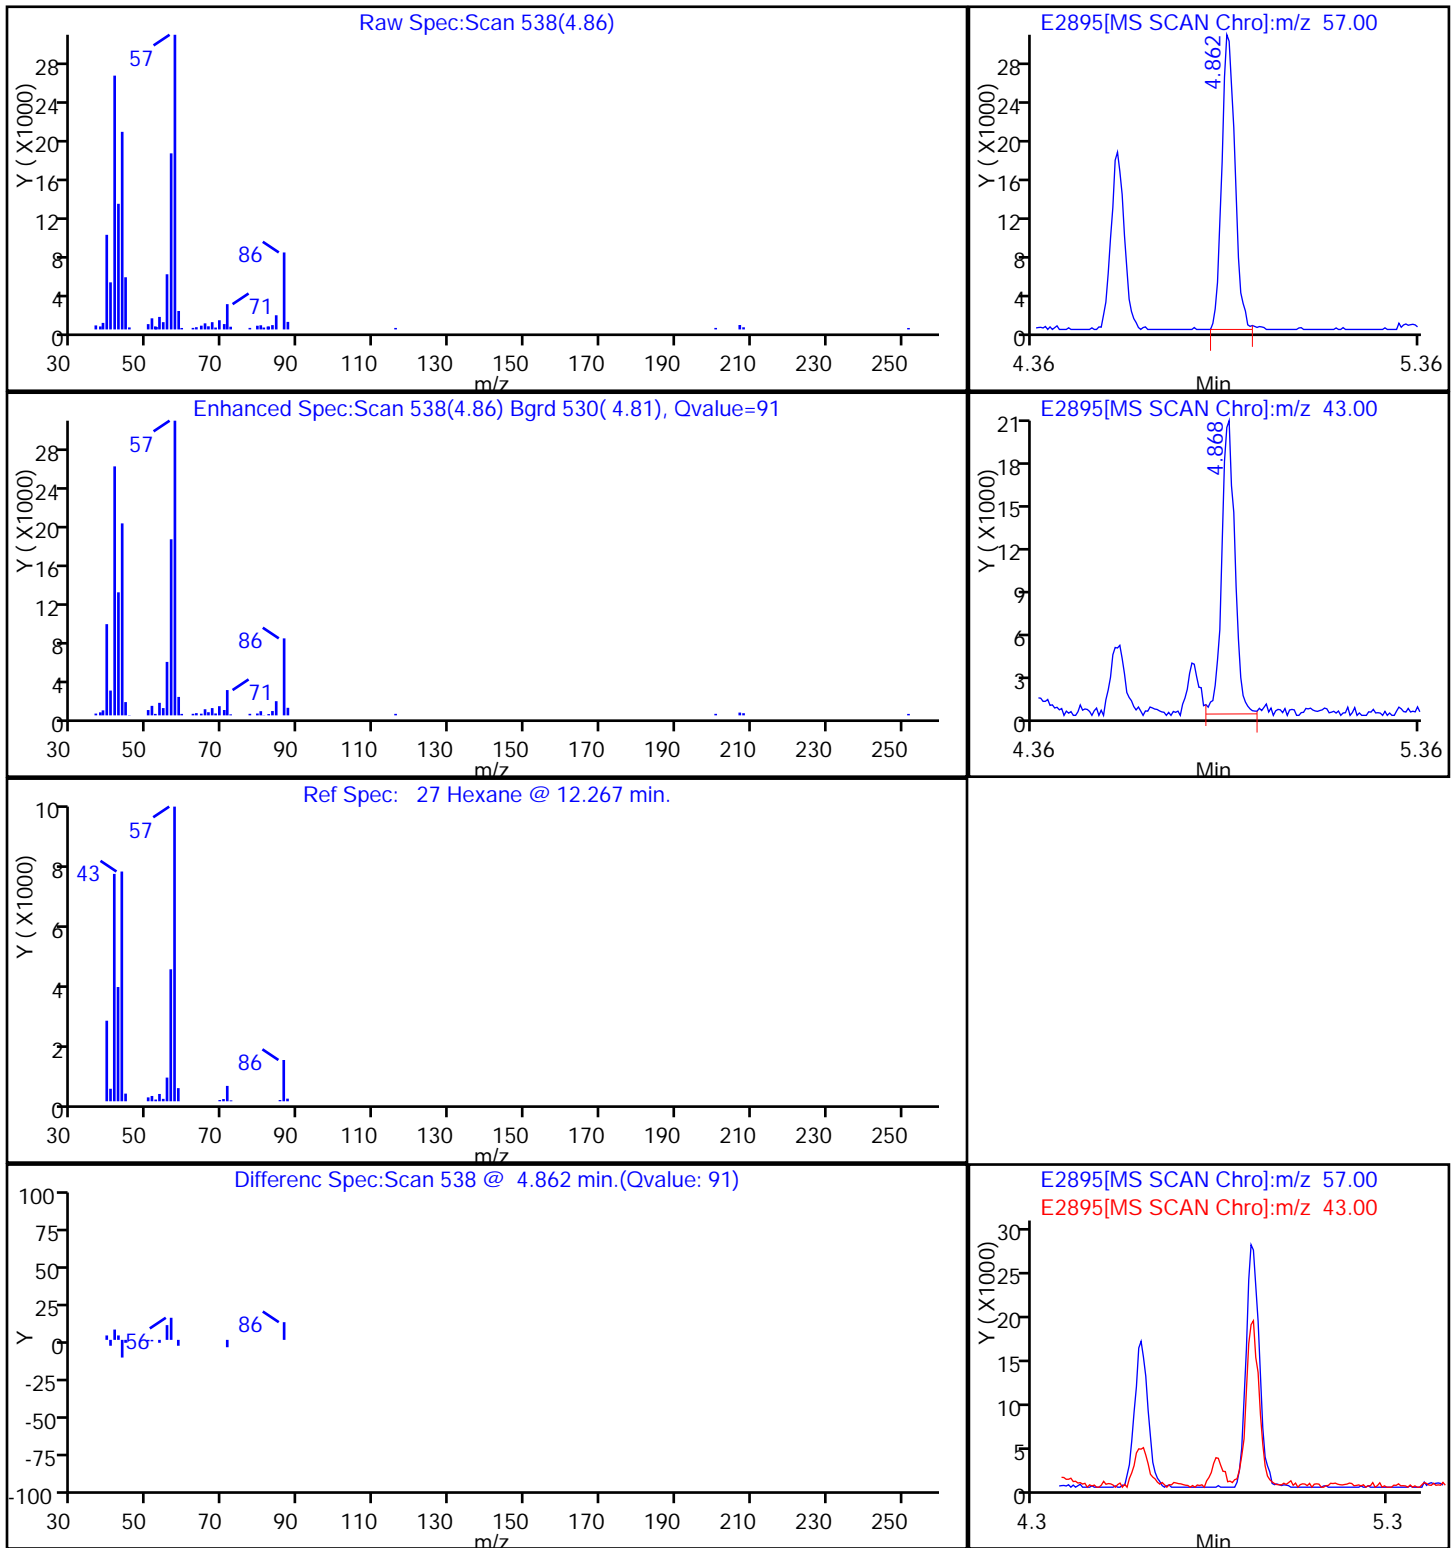 Raw Spec:Scan 538(4.86)
Y ( X1000)
28
24
20
16
12
8
4
0
57
86
71
30 50 70 90 110 130 150 170 190 210 230 250
m/z
E2895[MS SCAN Chro]:m/z 57.00
Y ( X1000)
28
24
20
16
12
8
4
0
4.862
4.36 5.36
Min
Enhanced Spec:Scan 538(4.86) Bgrd 530( 4.81), Qvalue=91
Y ( X1000)
28
24
20
16
12
8
4
0
57
86
71
30 50 70 90 110 130 150 170 190 210 230 250
m/z
E2895[MS SCAN Chro]:m/z 43.00
Y ( X1000)
21
18
15
12
9
6
3
0
4.868
4.36 5.36
Min
Ref Spec: 27 Hexane @ 12.267 min.
Y ( X1000)
10
8
6
4
2
0
57
43
86
30 50 70 90 110 130 150 170 190 210 230 250
m/z
Differenc Spec:Scan 538 @ 4.862 min.(Qvalue: 91)
Y
100
75
50
25
0
-25
-50
-75
-100
56
86
30 50 70 90 110 130 150 170 190 210 230 250
m/z
E2895[MS SCAN Chro]:m/z 57.00
E2895[MS SCAN Chro]:m/z 43.00
Y ( X1000)
30
25
20
15
10
5
0
4.3 5.3
Min